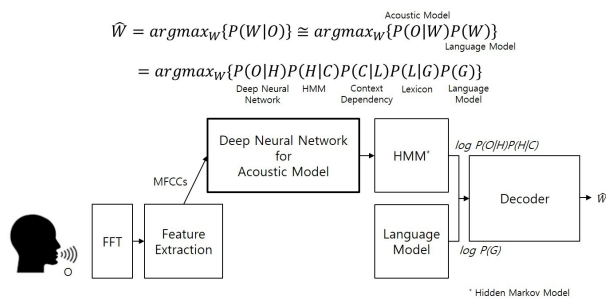 Acoustic Model
Ŵ = argmax_W{P(W|O)} ≅ argmax_W{P(O|W)P(W)}
Language Model
= argmax_W{P(O|H)P(H|C)P(C|L)P(L|G)P(G)}
Deep Neural Network
HMM
Context Dependency
Lexicon
Language Model
Deep Neural Network
for
Acoustic Model
HMM*
log P(O|H)P(H|C)
MFCCs
Decoder
Ŵ
FFT
Feature
Extraction
Language
Model
log P(G)
O
* Hidden Markov Model